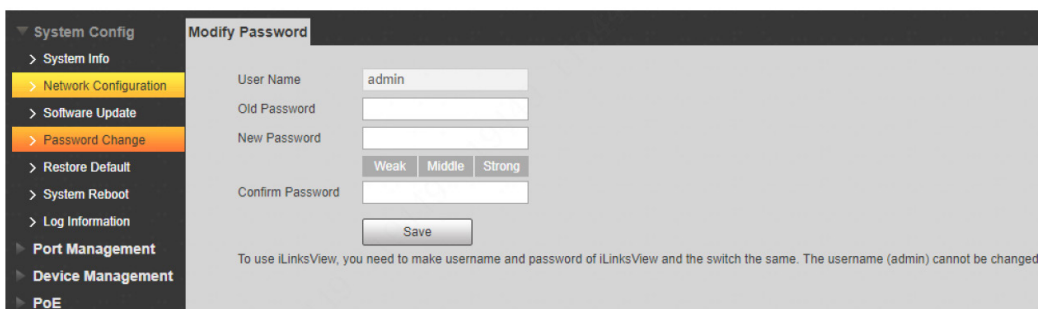 System Config
Modify Password
System Info
Network Configuration
User Name
admin
Software Update
Old Password
Password Change
New Password
Restore Default
Weak
Middle
Strong
System Reboot
Confirm Password
Log Information
Save
Port Management
To use iLinksView, you need to make username and password of iLinksView and the switch the same. The username (admin) cannot be changed
Device Management
PoE